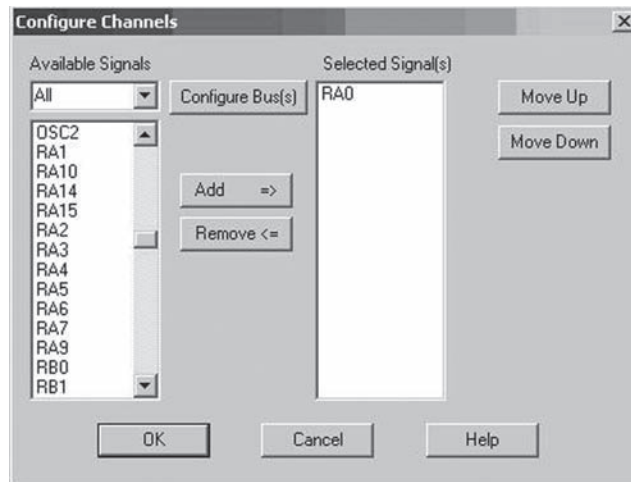 Configure Channels
Available Signals
All
Configure Bus(s)
OSC2
RA1
RA10
RA14
RA15
RA2
RA3
RA4
RA5
RA6
RA7
RA9
RB0
RB1
Add =>
Remove <=
Selected Signal(s)
RA0
Move Up
Move Down
OK
Cancel
Help